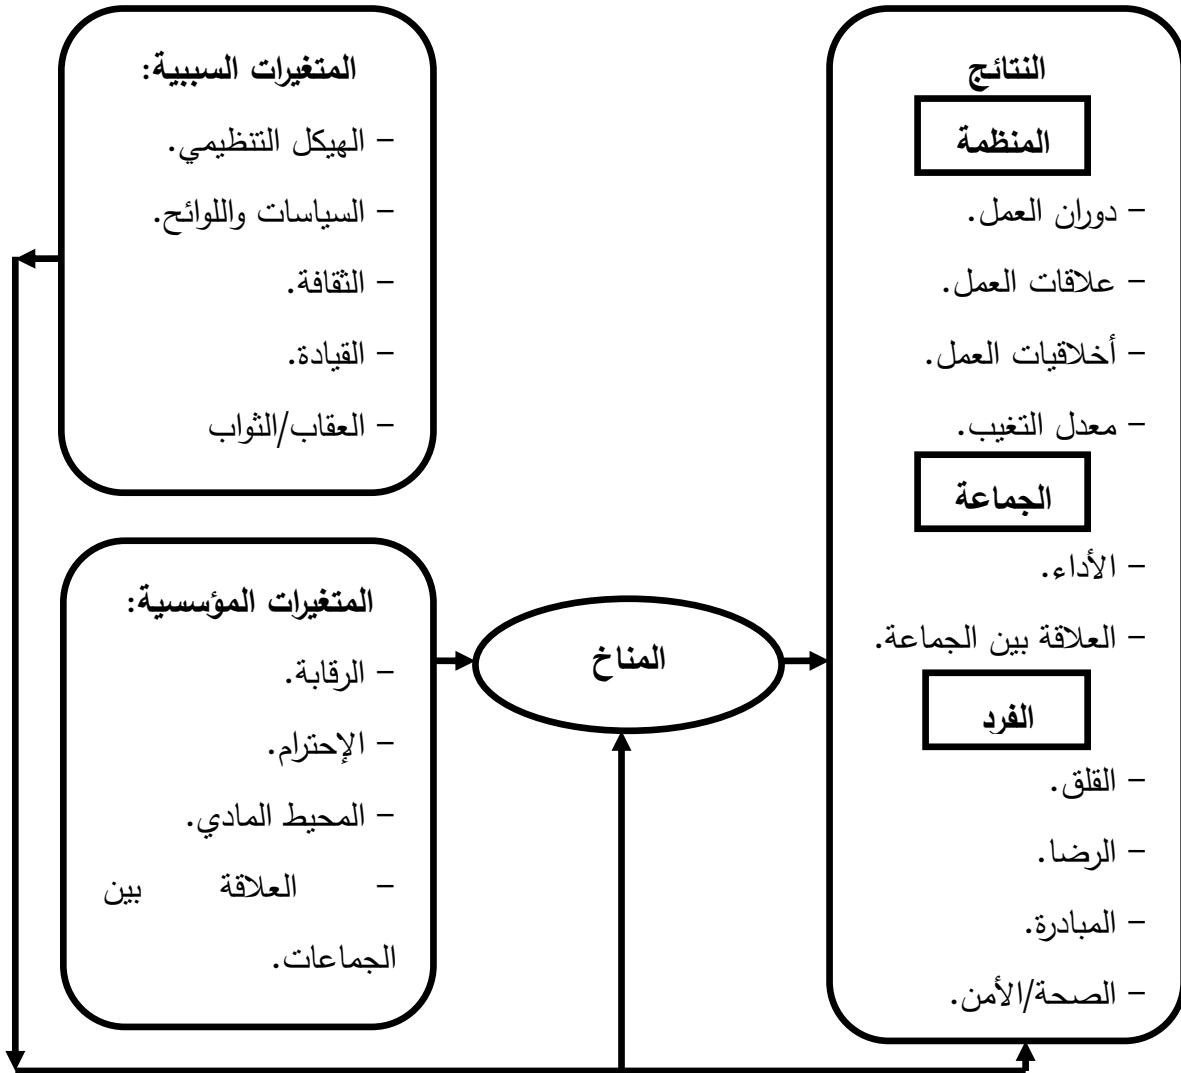 المتغيرات السببية:
– الهيكل التنظيمي.
– السياسات واللوائح.
– الثقافة.
– القيادة.
– العقاب/الثواب
المتغيرات المؤسسية:
– الرقابة.
– الإحترام.
– المحيط المادي.
– العلاقة بين
الجماعات.
المناخ
النتائج
المنظمة
– دوران العمل.
– علاقات العمل.
– أخلاقيات العمل.
– معدل التغيب.
الجماعة
– الأداء.
– العلاقة بين الجماعة.
الفرد
– القلق.
– الرضا.
– المبادرة.
– الصحة/الأمن.